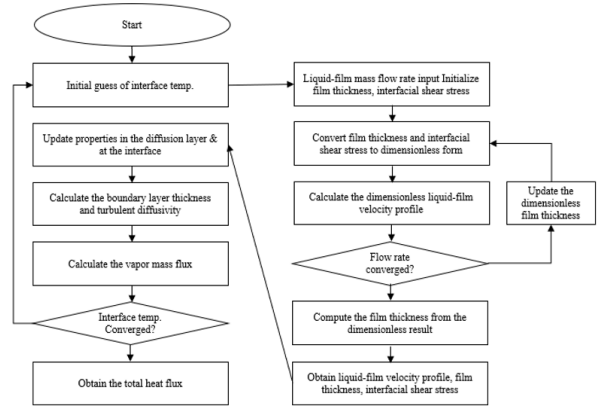 Start
Initial guess of interface temp.
Liquid-film mass flow rate input Initialize
film thickness, interfacial shear stress
Convert film thickness and interfacial
shear stress to dimensionless form
Calculate the dimensionless liquid-film
velocity profile
Flow rate
converged?
Update the
dimensionless
film thickness
Compute the film thickness from the
dimensionless result
Obtain liquid-film velocity profile, film
thickness, interfacial shear stress
Update properties in the diffusion layer &
at the interface
Calculate the boundary layer thickness
and turbulent diffusivity
Calculate the vapor mass flux
Interface temp.
Converged?
Obtain the total heat flux